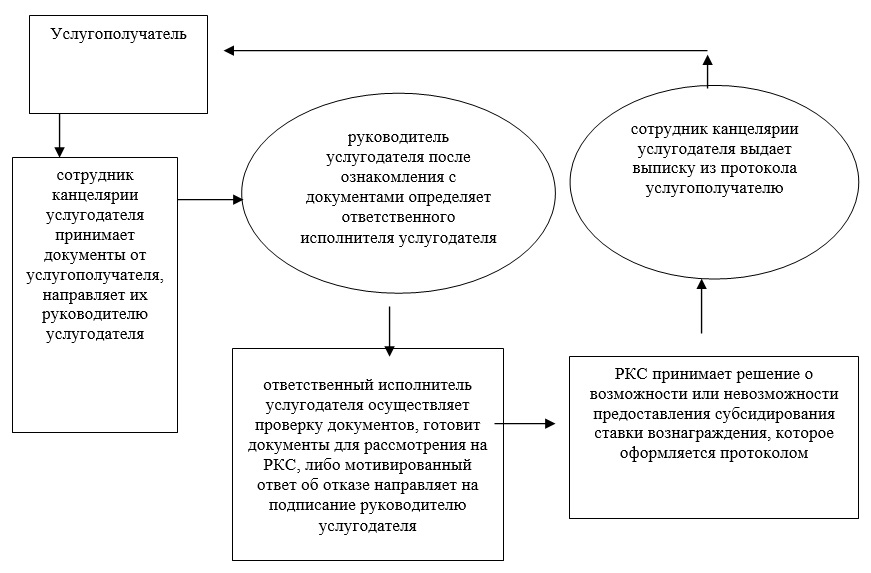 Услугополучатель
сотрудник
канцелярии
услугодателя
принимает
документы от
услугополучателя,
направляет их
руководителю
услугодателя
руководитель
услугодателя после
ознакомления с
документами определяет
ответственного
исполнителя услугодателя
ответственный исполнитель
услугодателя осуществляет
проверку документов, готовит
документы для рассмотрения на
РКС, либо мотивированный
ответ об отказе направляет на
подписание руководителю
услугодателя
РКС принимает решение о
возможности или невозможности
предоставления субсидирования
ставки вознаграждения, которое
оформляется протоколом
сотрудник канцелярии
услугодателя выдает
выписку из протокола
услугополучателю